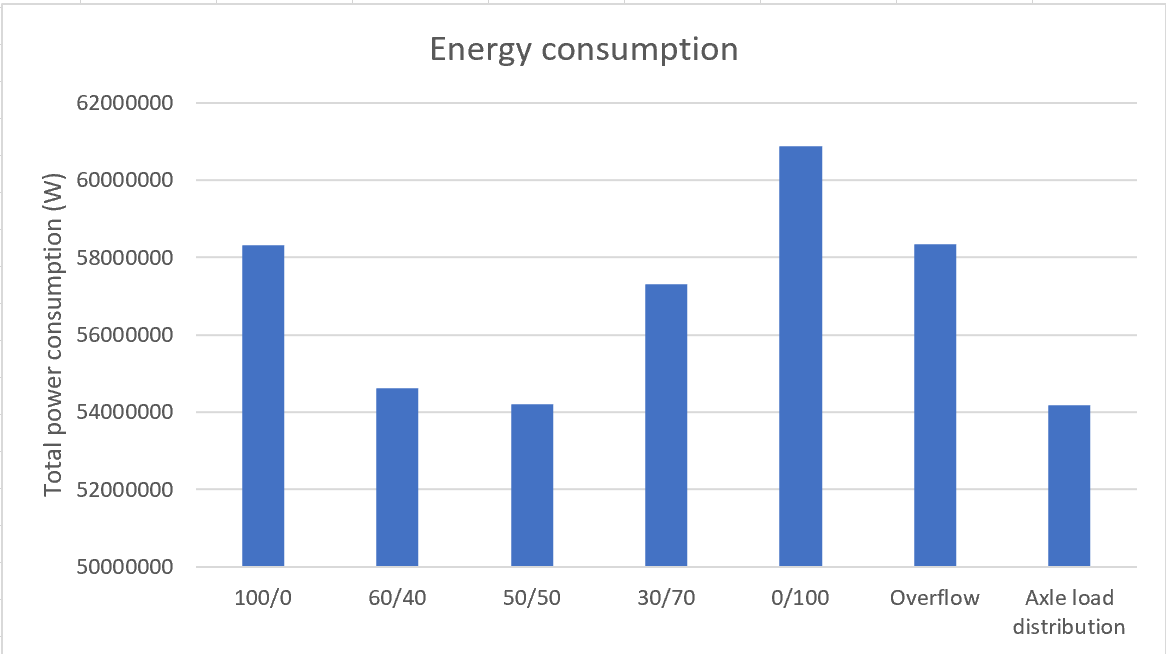 Energy consumption
Total power consumption (W)
62000000
60000000
58000000
56000000
54000000
52000000
50000000
100/0
60/40
50/50
30/70
0/100
Overflow
Axle load
distribution